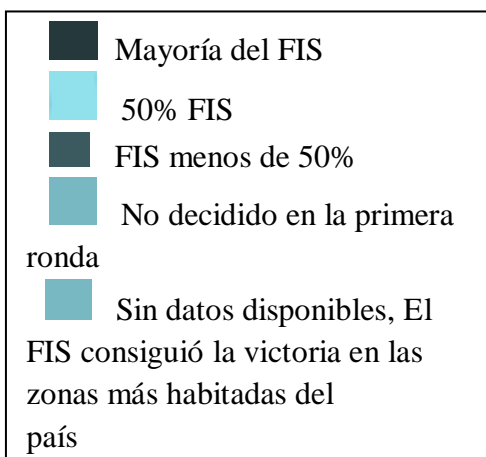 Mayoría del FIS
50% FIS
FIS menos de 50%
No decidido en la primera
ronda
Sin datos disponibles, El
FIS consiguió la victoria en las
zonas más habitadas del
país